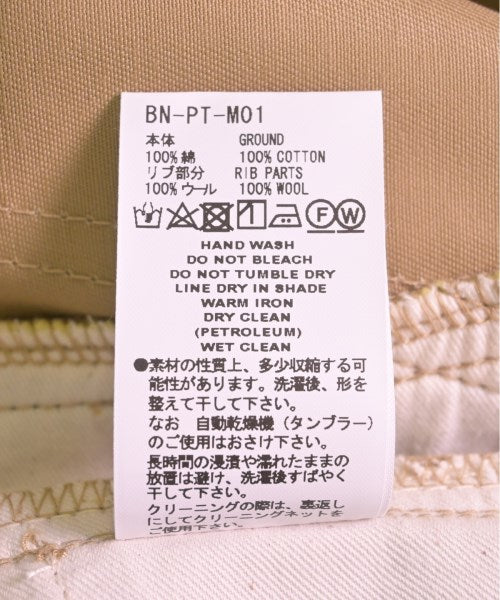 BN-PT-M01
本体 GROUND
100%綿 100%COTTON
リブ部分 RIB PARTS
100%ウール 100%WOOL
F W
HAND WASH
DO NOT BLEACH
DO NOT TUMBLE DRY
LINE DRY IN SHADE
WARM IRON
DRY CLEAN
(PETROLEUM)
WET CLEAN
●素材の性質上、多少収縮する可
能性があります。洗濯後、形を
整えて干して下さい。
なお 自動乾燥機(タンブラー)
のご使用はおさけ下さい。
長時間の浸漬や濡れたままの
放置は避け、洗濯後すばやく
干して下さい。
クリーニングの際は、裏返し
にしてクリーニングネットを
ご使用下さい。